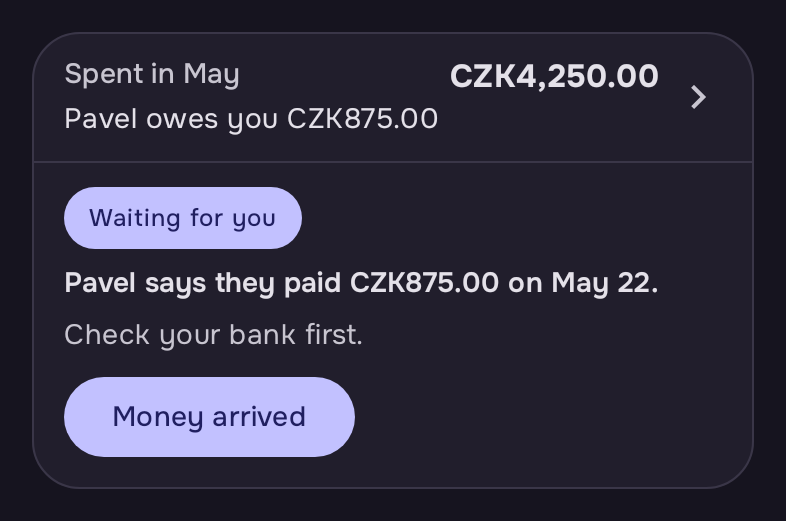 Spent in May
CZK4,250.00
Pavel owes you CZK875.00
Waiting for you
Pavel says they paid CZK875.00 on May 22.
Check your bank first.
Money arrived